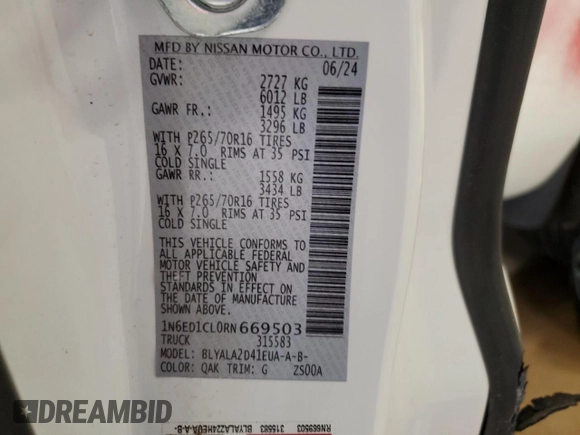 MFD BY NISSAN MOTOR CO., LTD.
DATE: 06/24
GVWR: 2727 KG
6012 LB
GAWR FR.: 1495 KG
3296 LB
WITH P265/70R16 TIRES
16 X 7.0 RIMS AT 35 PSI
COLD SINGLE
GAWR RR.: 1558 KG
3434 LB
WITH P265/70R16 TIRES
16 X 7.0 RIMS AT 35 PSI
COLD SINGLE
THIS VEHICLE CONFORMS TO
ALL APPLICABLE FEDERAL
MOTOR VEHICLE SAFETY AND
THEFT PREVENTION
STANDARDS IN EFFECT ON
THE DATE OF MANUFACTURE
SHOWN ABOVE.
1N6ED1CL0RN669503
TRUCK 315583
MODEL: BLYALA2D41EUA-A-B-
COLOR: QAK TRIM: G ZS00A
RN669503 315583 BLYALAZ24HEUA-A-B-
DREAMBID
DREAMBID